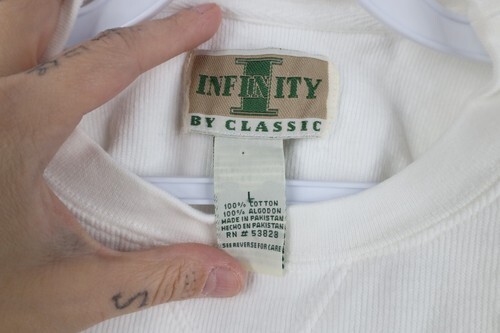 INFINITY
BY CLASSIC
L
100% COTTON
100% ALGODON
MADE IN PAKISTAN
HECHO EN PAKISTAN
RN # 53828
SEE REVERSE FOR CARE